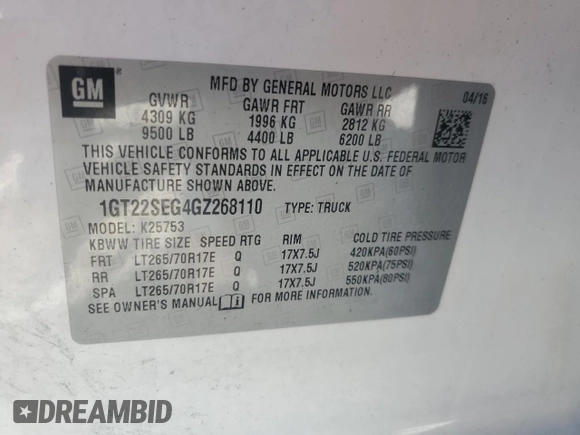 GM
MFD BY GENERAL MOTORS LLC 04/16
GVWR GAWR FRT GAWR RR
4309 KG 1996 KG 2812 KG
9500 LB 4400 LB 6200 LB
THIS VEHICLE CONFORMS TO ALL APPLICABLE U.S. FEDERAL MOTOR
VEHICLE SAFETY STANDARDS IN EFFECT ON THE DATE OF
MANUFACTURE SHOWN ABOVE.
1GT22SEG4GZ268110 TYPE: TRUCK
MODEL: K25753
KBWW TIRE SIZE SPEED RTG RIM COLD TIRE PRESSURE
FRT LT265/70R17E Q 17X7.5J 420KPA(60PSI)
RR LT265/70R17E Q 17X7.5J 520KPA(75PSI)
SPA LT265/70R17E Q 17X7.5J 550KPA(80PSI)
SEE OWNER'S MANUAL FOR MORE INFORMATION.
DREAMBID